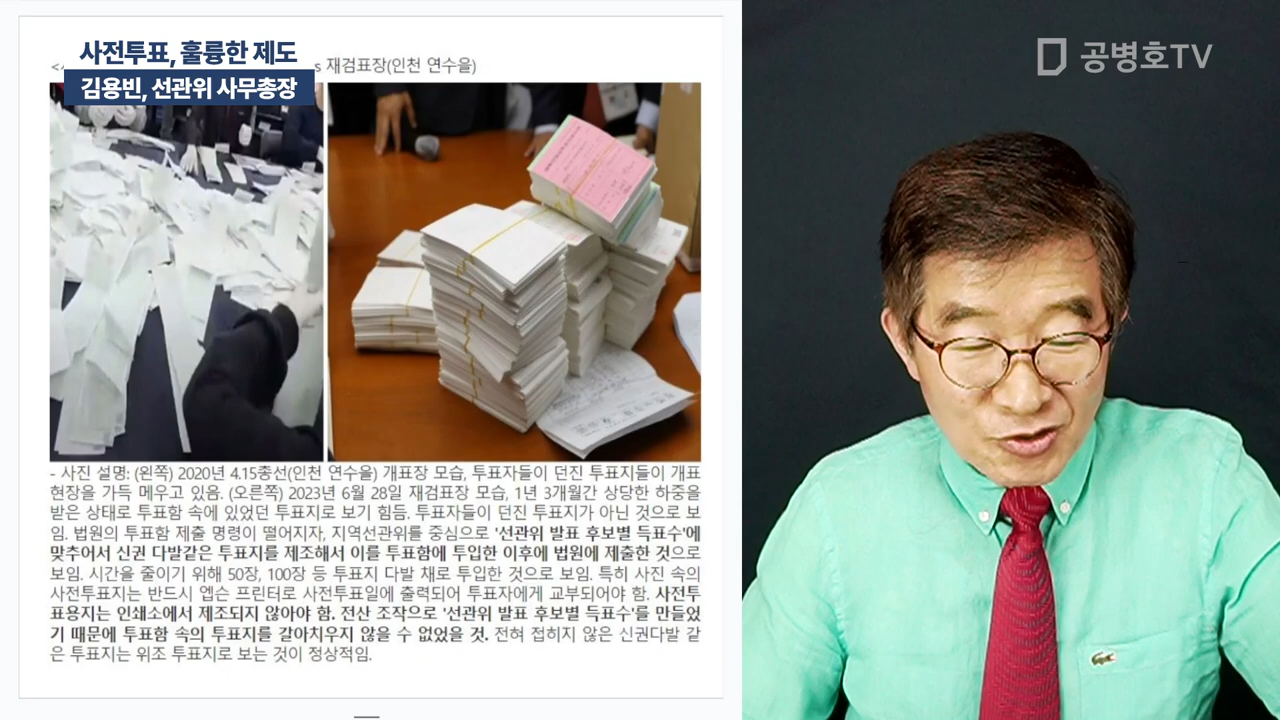 사전투표, 훌륭한 제도
김용빈, 선관위 사무총장
s 재검표장(인천 연수을)
공병호TV
- 사진 설명: (왼쪽) 2020년 4.15총선(인천 연수을) 개표장 모습, 투표자들이 던진 투표지들이 개표
현장을 가득 메우고 있음. (오른쪽) 2023년 6월 28일 재검표장 모습, 1년 3개월간 상당한 하중을
받은 상태로 투표함 속에 있었던 투표지로 보기 힘듬. 투표자들이 던진 투표지가 아닌 것으로 보
임. 법원의 투표함 제출 명령이 떨어지자, 지역선관위를 중심으로 '선관위 발표 후보별 득표수'에
맞추어서 신권 다발같은 투표지를 제조해서 이를 투표함에 투입한 이후에 법원에 제출한 것으로
보임. 시간을 줄이기 위해 50장, 100장 등 투표지 다발 채로 투입한 것으로 보임. 특히 사진 속의
사전투표지는 반드시 엡슨 프린터로 사전투표일에 출력되어 투표자에게 교부되어야 함. 사전투
표용지는 인쇄소에서 제조되지 않아야 함. 전산 조작으로 '선관위 발표 후보별 득표수'를 만들었
기 때문에 투표함 속의 투표지를 갈아치우지 않을 수 없었을 것. 전혀 접히지 않은 신권다발 같
은 투표지는 위조 투표지로 보는 것이 정상적임.